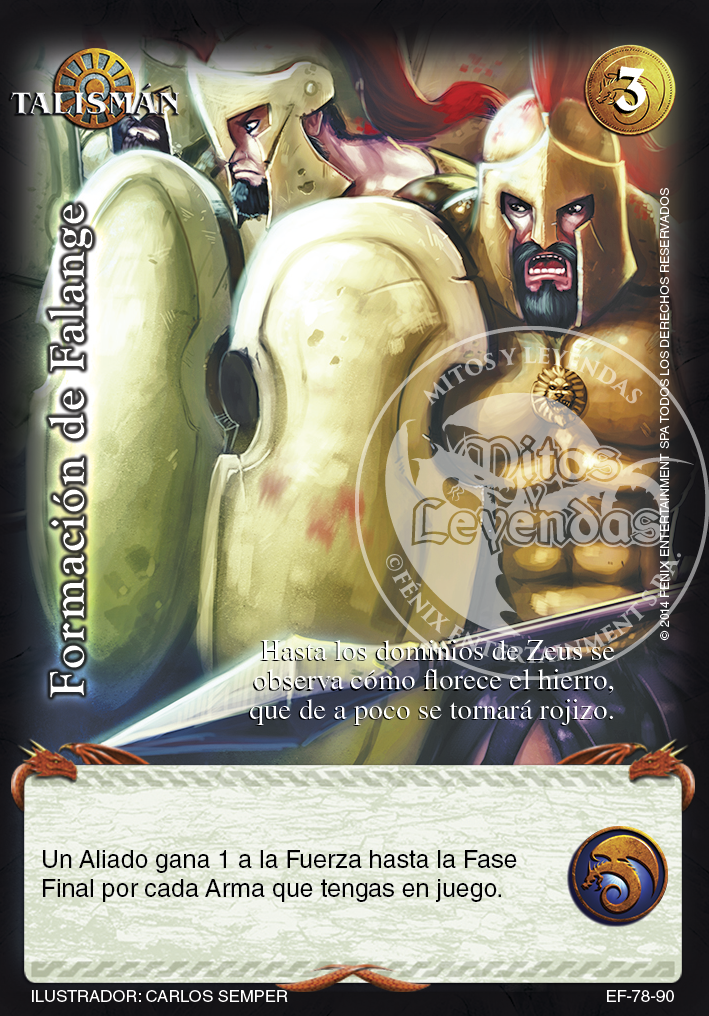 TALISMÁN
3
Formación de Falange
© 2014 FÉNIX ENTERTAINMENT SPA TODOS LOS DERECHOS RESERVADOS
MITOS Y LEYENDAS
Mitos
y
Leyendas
© FÉNIX ENTERTAINMENT S.P.A.
Hasta los dominios de Zeus se
observa cómo florece el hierro,
que de a poco se tornará rojizo.
Un Aliado gana 1 a la Fuerza hasta la Fase
Final por cada Arma que tengas en juego.
ILUSTRADOR: CARLOS SEMPER
EF-78-90